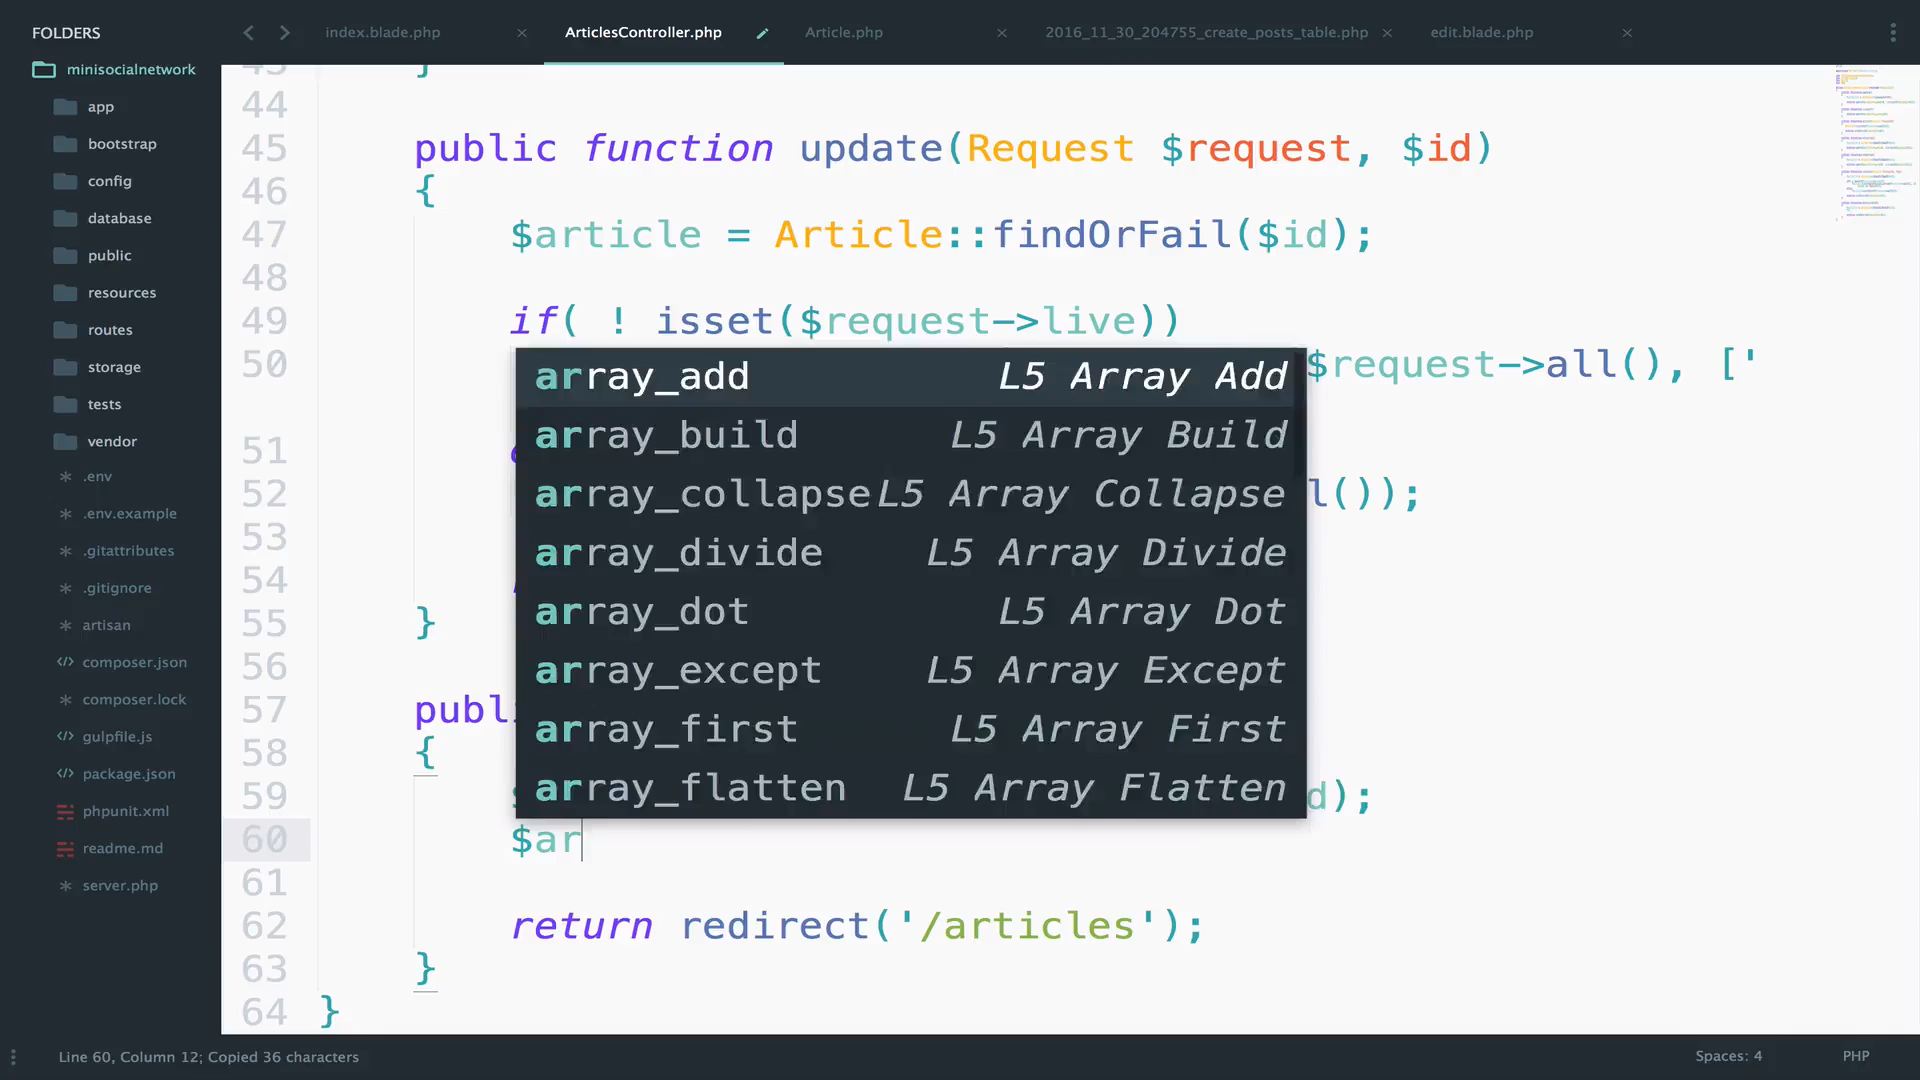 FOLDERS
index.blade.php
ArticlesController.php
Article.php
2016_11_30_204755_create_posts_table.php
edit.blade.php
minisocialnetwork
app
bootstrap
config
database
public
resources
routes
storage
tests
vendor
.env
.env.example
.gitattributes
.gitignore
artisan
composer.json
composer.lock
gulpfile.js
package.json
phpunit.xml
readme.md
server.php
43 }
44
45 public function update(Request $request, $id)
46 {
47 $article = Article::findOrFail($id);
48
49 if( ! isset($request->live))
50 $request->all(), ['
51
52 l());
53
54
55 }
56
57 publi
58 {
59 d);
60 $ar
61
62 return redirect('/articles');
63 }
64 }
array_add L5 Array Add
array_build L5 Array Build
array_collapse L5 Array Collapse
array_divide L5 Array Divide
array_dot L5 Array Dot
array_except L5 Array Except
array_first L5 Array First
array_flatten L5 Array Flatten
Line 60, Column 12; Copied 36 characters
Spaces: 4
PHP